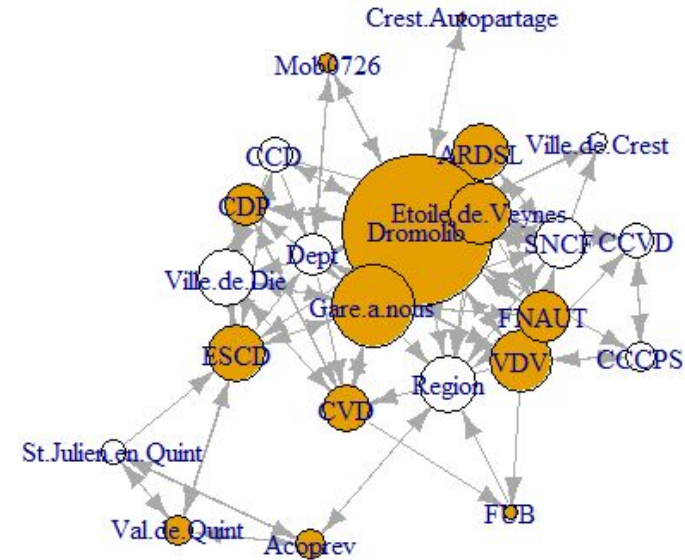 Crest.Autopartage
Mob0726
ARDSL
Ville.de.Crest
CCD
CDP
Etoile.de.Veynes
Dromolib
SNCF
CCVD
Dept
Ville.de.Die
Gare.a.nous
FNAUT
ESCD
VDV
CCCPS
Region
CVD
St.Julien.en.Quint
FUB
Val.de.Quint
Acoprev